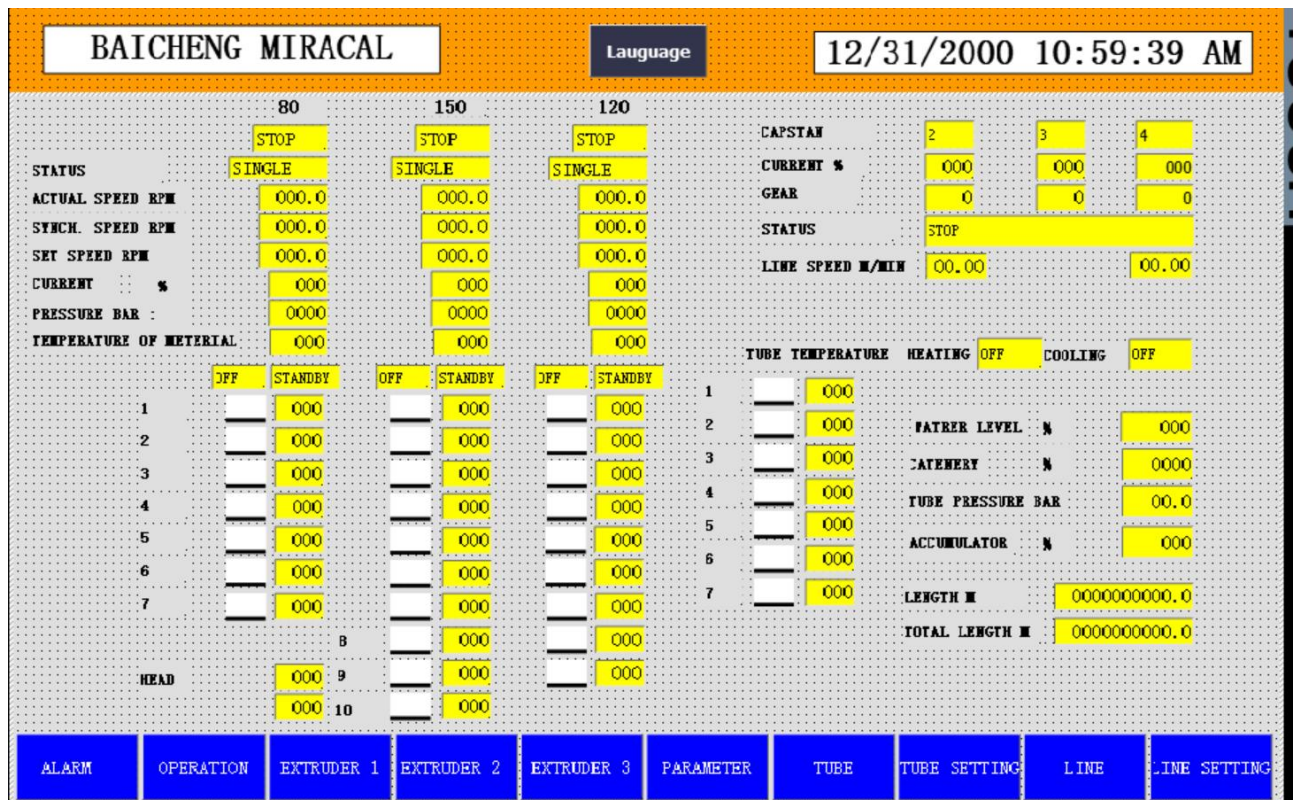 BAICHENG MIRACAL
Lauguage
12/31/2000 10:59:39 AM
80 150 120
STOP STOP STOP
STATUS SINGLE SINGLE SINGLE
ACTUAL SPEED RPM 000.0 000.0 000.0
SYNCH. SPEED RPM 000.0 000.0 000.0
SET SPEED RPM 000.0 000.0 000.0
CURRENT % 000 000 000
PRESSURE BAR : 0000 0000 0000
TEMPERATURE OF METERIAL 000 000 000
OFF STANDBY OFF STANDBY OFF STANDBY
1 000 000 000
2 000 000 000
3 000 000 000
4 000 000 000
5 000 000 000
6 000 000 000
7 000 000 000
8 000 000
HEAD 000 9 000 000
000 10 000
CAPSTAN 2 3 4
CURRENT % 000 000 000
GEAR 0 0 0
STATUS STOP
LINE SPEED M/MIN 00.00 00.00
TUBE TEMPERATURE HEATING OFF COOLING OFF
1 000
2 000
3 000
4 000
5 000
6 000
7 000
WATRER LEVEL % 000
CATENERY % 0000
TUBE PRESSURE BAR 00.0
ACCUMULATOR % 000
LENGTH M 0000000000.0
TOTAL LENGTH M 0000000000.0
ALARM OPERATION EXTRUDER 1 EXTRUDER 2 EXTRUDER 3 PARAMETER TUBE TUBE SETTING LINE LINE SETTING